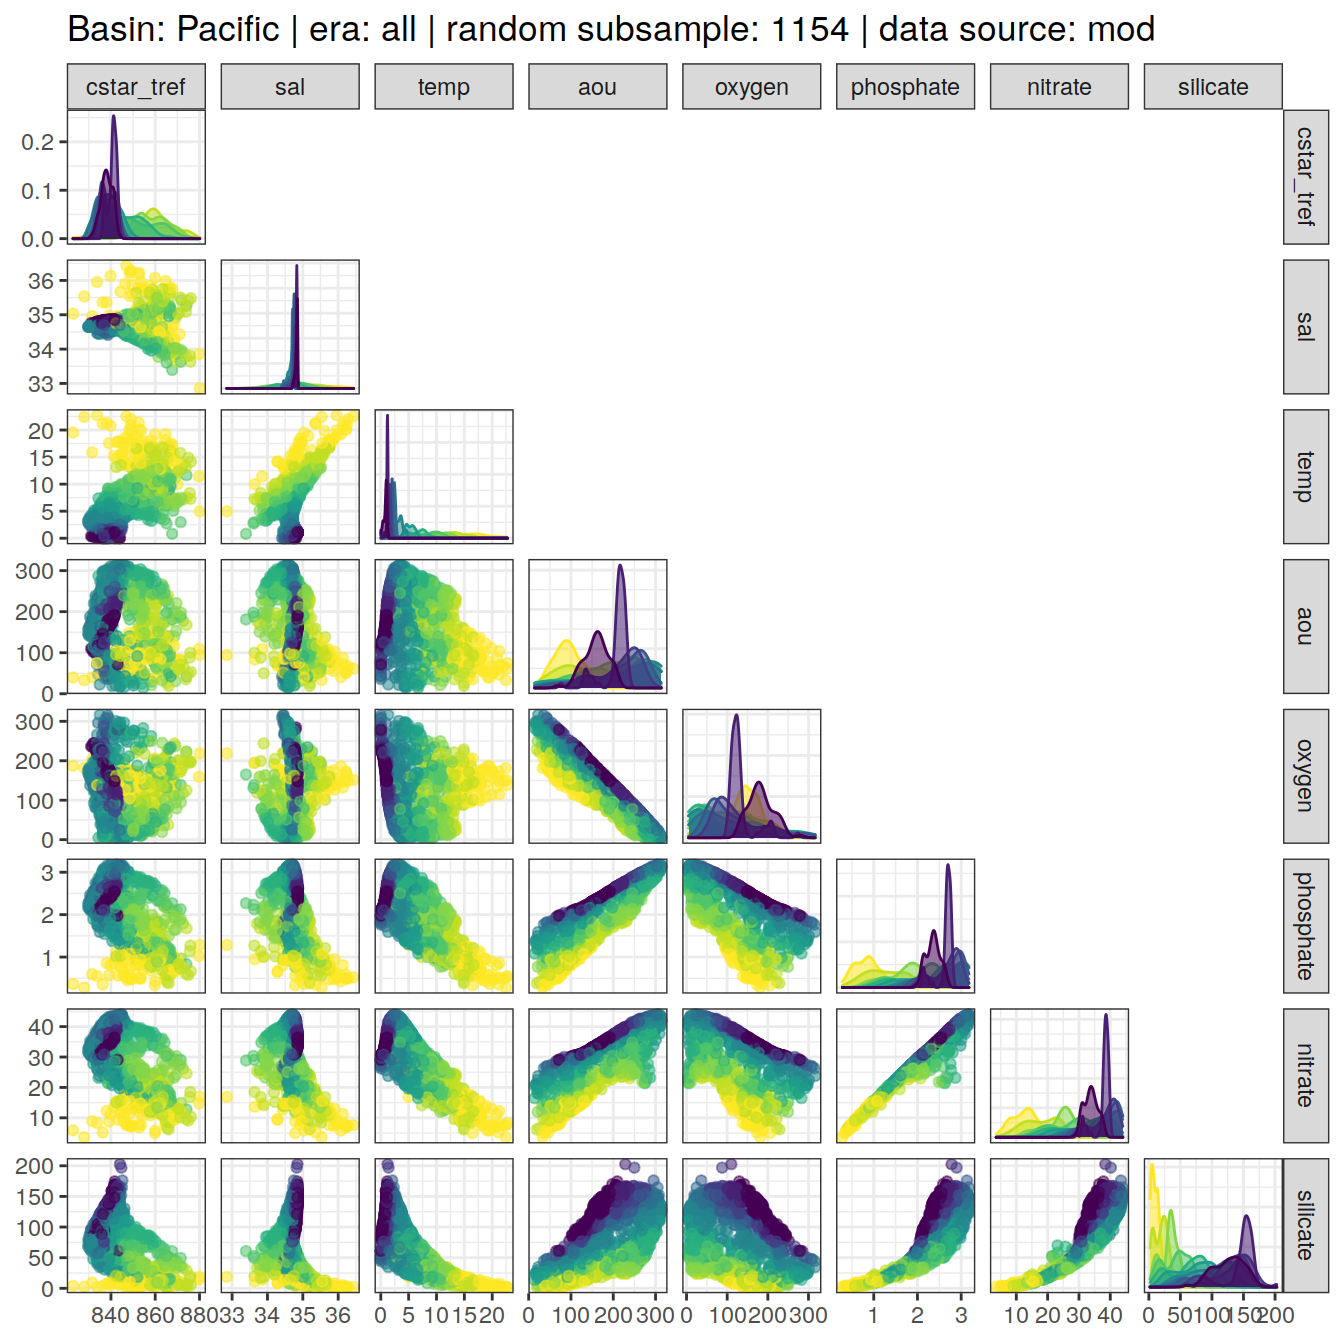 Basin: Pacific | era: all | random subsample: 1154 | data source: mod
cstar_tref sal temp aou oxygen phosphate nitrate silicate
0.2
0.1
0.0
cstar_tref
36
35
34
33
sal
20
15
10
5
0
temp
300
200
100
0
aou
300
200
100
0
oxygen
3
2
1
phosphate
40
30
20
10
nitrate
200
150
100
50
0
silicate
840 860 880 33 34 35 36 0 5 10 15 20 0 100 200 300 0 100 200 300 1 2 3 10 20 30 40 0 50 100 150 200